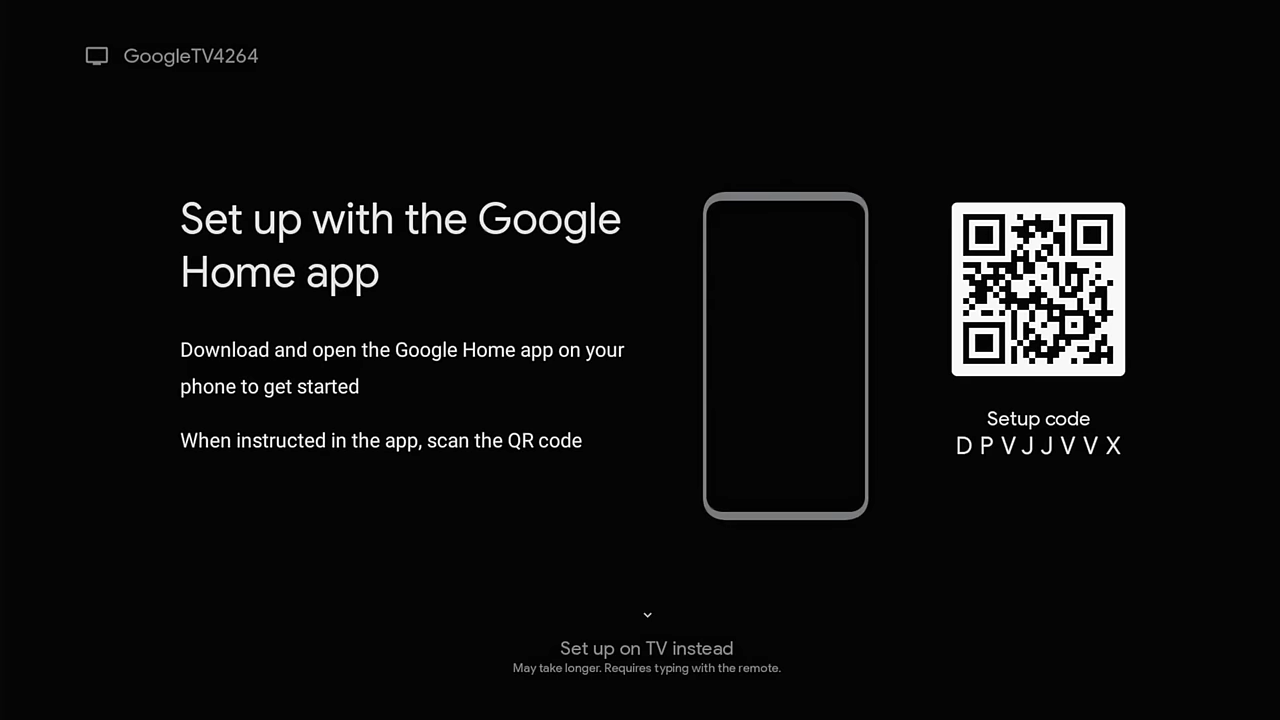 GoogleTV4264
Set up with the Google
Home app
Download and open the Google Home app on your
phone to get started
When instructed in the app, scan the QR code
Setup code
D P V J J V V X
Set up on TV instead
May take longer. Requires typing with the remote.